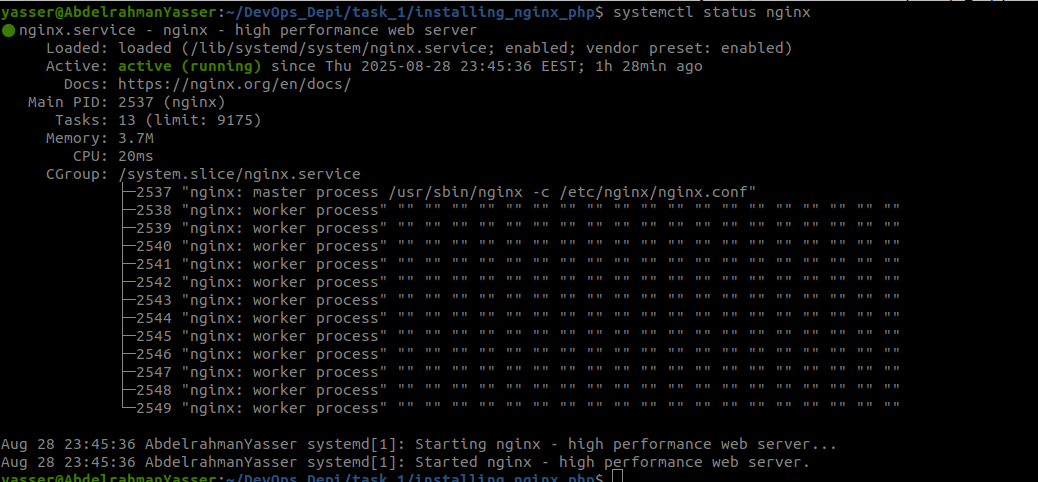 yasser@AbdelrahmanYasser:~/DevOps_Depi/task_1/installing_nginx_php$ systemctl status nginx
● nginx.service - nginx - high performance web server
     Loaded: loaded (/lib/systemd/system/nginx.service; enabled; vendor preset: enabled)
     Active: active (running) since Thu 2025-08-28 23:45:36 EEST; 1h 28min ago
       Docs: https://nginx.org/en/docs/
   Main PID: 2537 (nginx)
      Tasks: 13 (limit: 9175)
     Memory: 3.7M
        CPU: 20ms
     CGroup: /system.slice/nginx.service
             ├─2537 "nginx: master process /usr/sbin/nginx -c /etc/nginx/nginx.conf"
             ├─2538 "nginx: worker process" "" "" "" "" "" "" "" "" "" "" "" "" "" "" "" "" "" "" ""
             ├─2539 "nginx: worker process" "" "" "" "" "" "" "" "" "" "" "" "" "" "" "" "" "" "" ""
             ├─2540 "nginx: worker process" "" "" "" "" "" "" "" "" "" "" "" "" "" "" "" "" "" "" ""
             ├─2541 "nginx: worker process" "" "" "" "" "" "" "" "" "" "" "" "" "" "" "" "" "" "" ""
             ├─2542 "nginx: worker process" "" "" "" "" "" "" "" "" "" "" "" "" "" "" "" "" "" "" ""
             ├─2543 "nginx: worker process" "" "" "" "" "" "" "" "" "" "" "" "" "" "" "" "" "" "" ""
             ├─2544 "nginx: worker process" "" "" "" "" "" "" "" "" "" "" "" "" "" "" "" "" "" "" ""
             ├─2545 "nginx: worker process" "" "" "" "" "" "" "" "" "" "" "" "" "" "" "" "" "" "" ""
             ├─2546 "nginx: worker process" "" "" "" "" "" "" "" "" "" "" "" "" "" "" "" "" "" "" ""
             ├─2547 "nginx: worker process" "" "" "" "" "" "" "" "" "" "" "" "" "" "" "" "" "" "" ""
             ├─2548 "nginx: worker process" "" "" "" "" "" "" "" "" "" "" "" "" "" "" "" "" "" "" ""
             └─2549 "nginx: worker process" "" "" "" "" "" "" "" "" "" "" "" "" "" "" "" "" "" "" ""

Aug 28 23:45:36 AbdelrahmanYasser systemd[1]: Starting nginx - high performance web server...
Aug 28 23:45:36 AbdelrahmanYasser systemd[1]: Started nginx - high performance web server.
yasser@AbdelrahmanYasser:~/DevOps_Depi/task_1/installing_nginx_php$